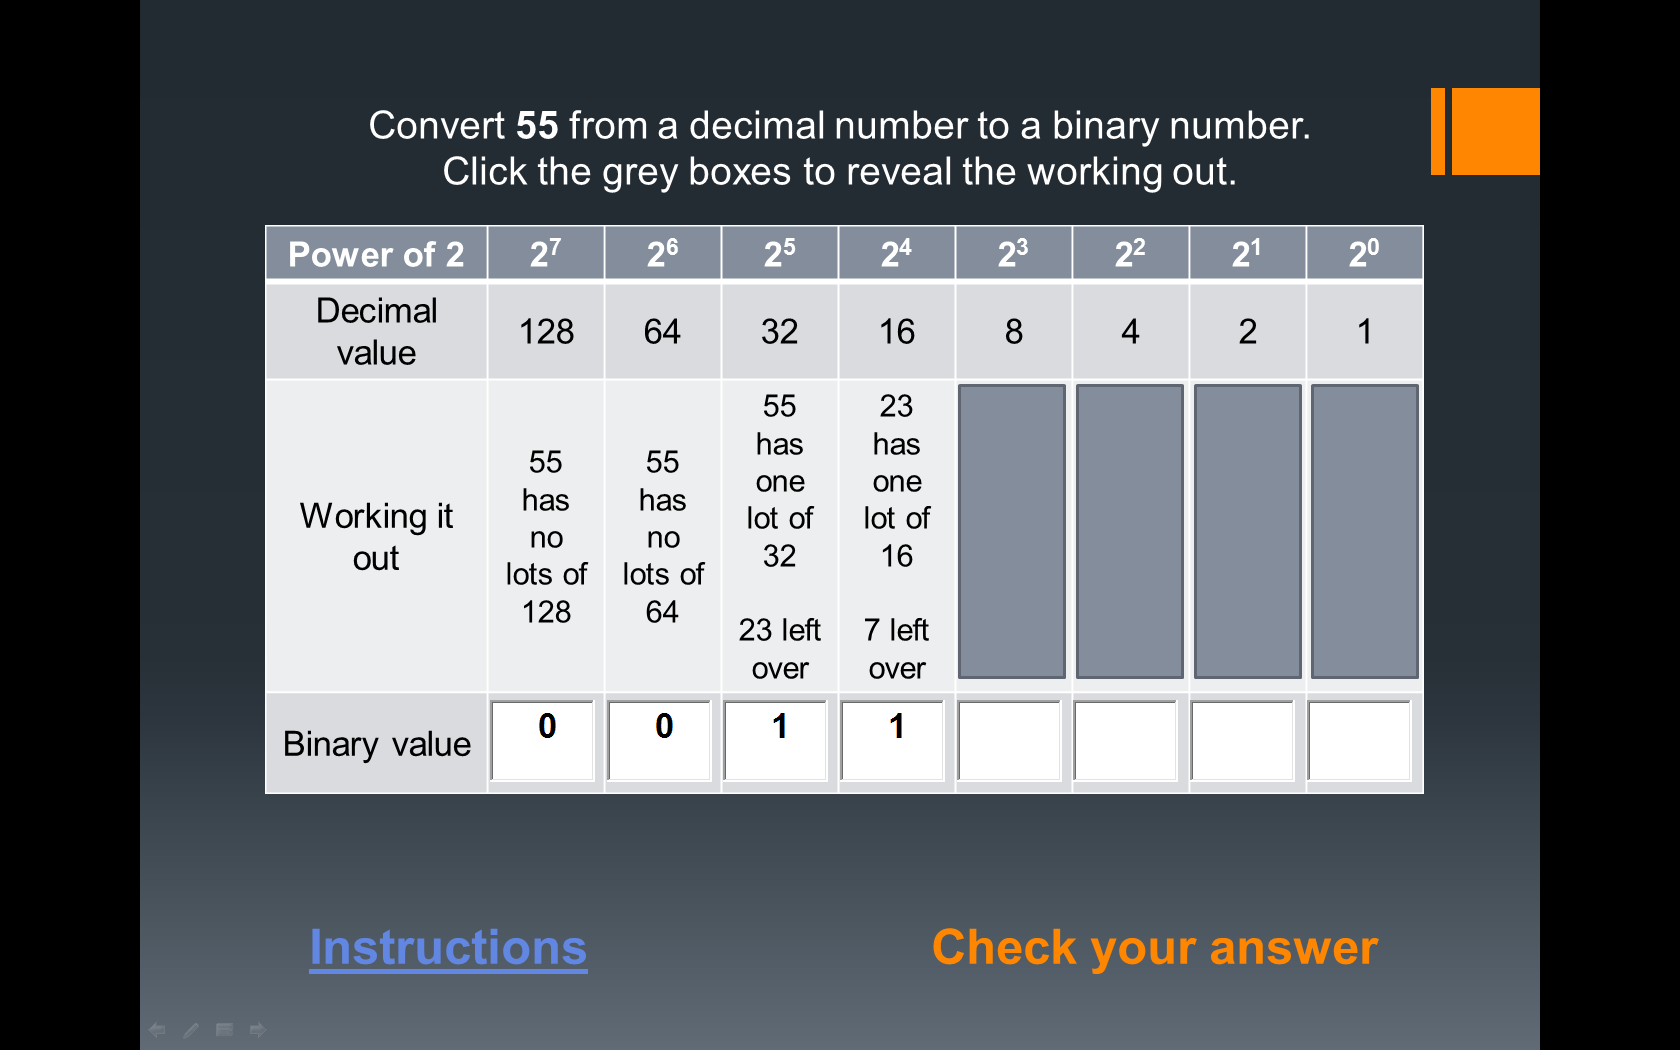 Convert 55 from a decimal number to a binary number.
Click the grey boxes to reveal the working out.
Power of 2 2⁷ 2⁶ 2⁵ 2⁴ 2³ 2² 2¹ 2⁰
Decimal
value
128 64 32 16 8 4 2 1
Working it
out
55
has
no
lots of
128
55
has
no
lots of
64
55
has
one
lot of
32
23 left
over
23
has
one
lot of
16
7 left
over
Binary value 0 0 1 1
Instructions
Check your answer